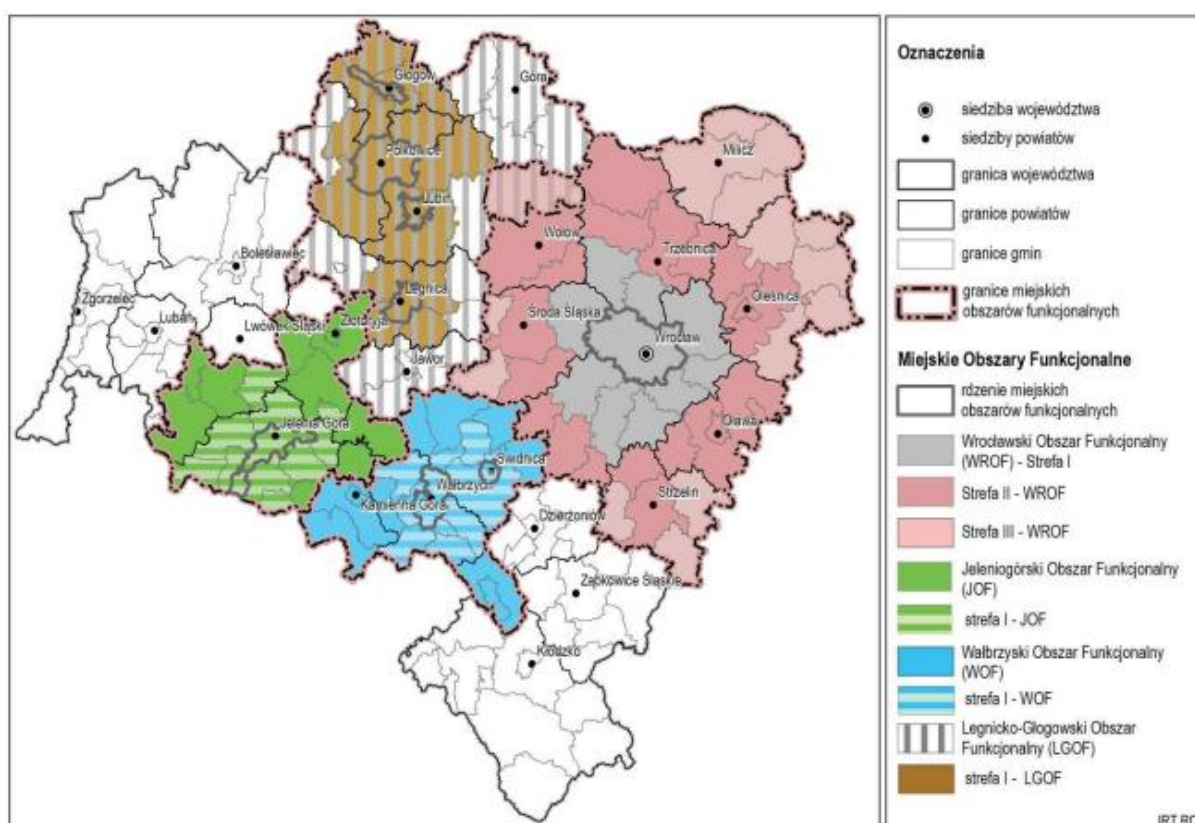 Głogów
Góra
Polkowice
Milicz
Lubin
Wołów
Trzebnica
Bolesławiec
Legnica
Oleśnica
Zgorzelec
Środa Śląska
Lubań
Lwówek Śląski
Złotoryja
Wrocław
Jawor
Jelenia Góra
Oława
Świdnica
Wałbrzych
Kamienna Góra
Strzelin
Dzierżoniów
Ząbkowice Śląskie
Kłodzko
Oznaczenia
siedziba województwa
siedziby powiatów
granica województwa
granice powiatów
granice gmin
granice miejskich
obszarów funkcjonalnych
Miejskie Obszary Funkcjonalne
rdzenie miejskich
obszarów funkcjonalnych
Wrocławski Obszar Funkcjonalny
(WROF) - Strefa I
Strefa II - WROF
Strefa III - WROF
Jeleniogórski Obszar Funkcjonalny
(JOF)
strefa I - JOF
Wałbrzyski Obszar Funkcjonalny
(WOF)
strefa I - WOF
Legnicko-Głogowski Obszar
Funkcjonalny (LGOF)
strefa I - LGOF